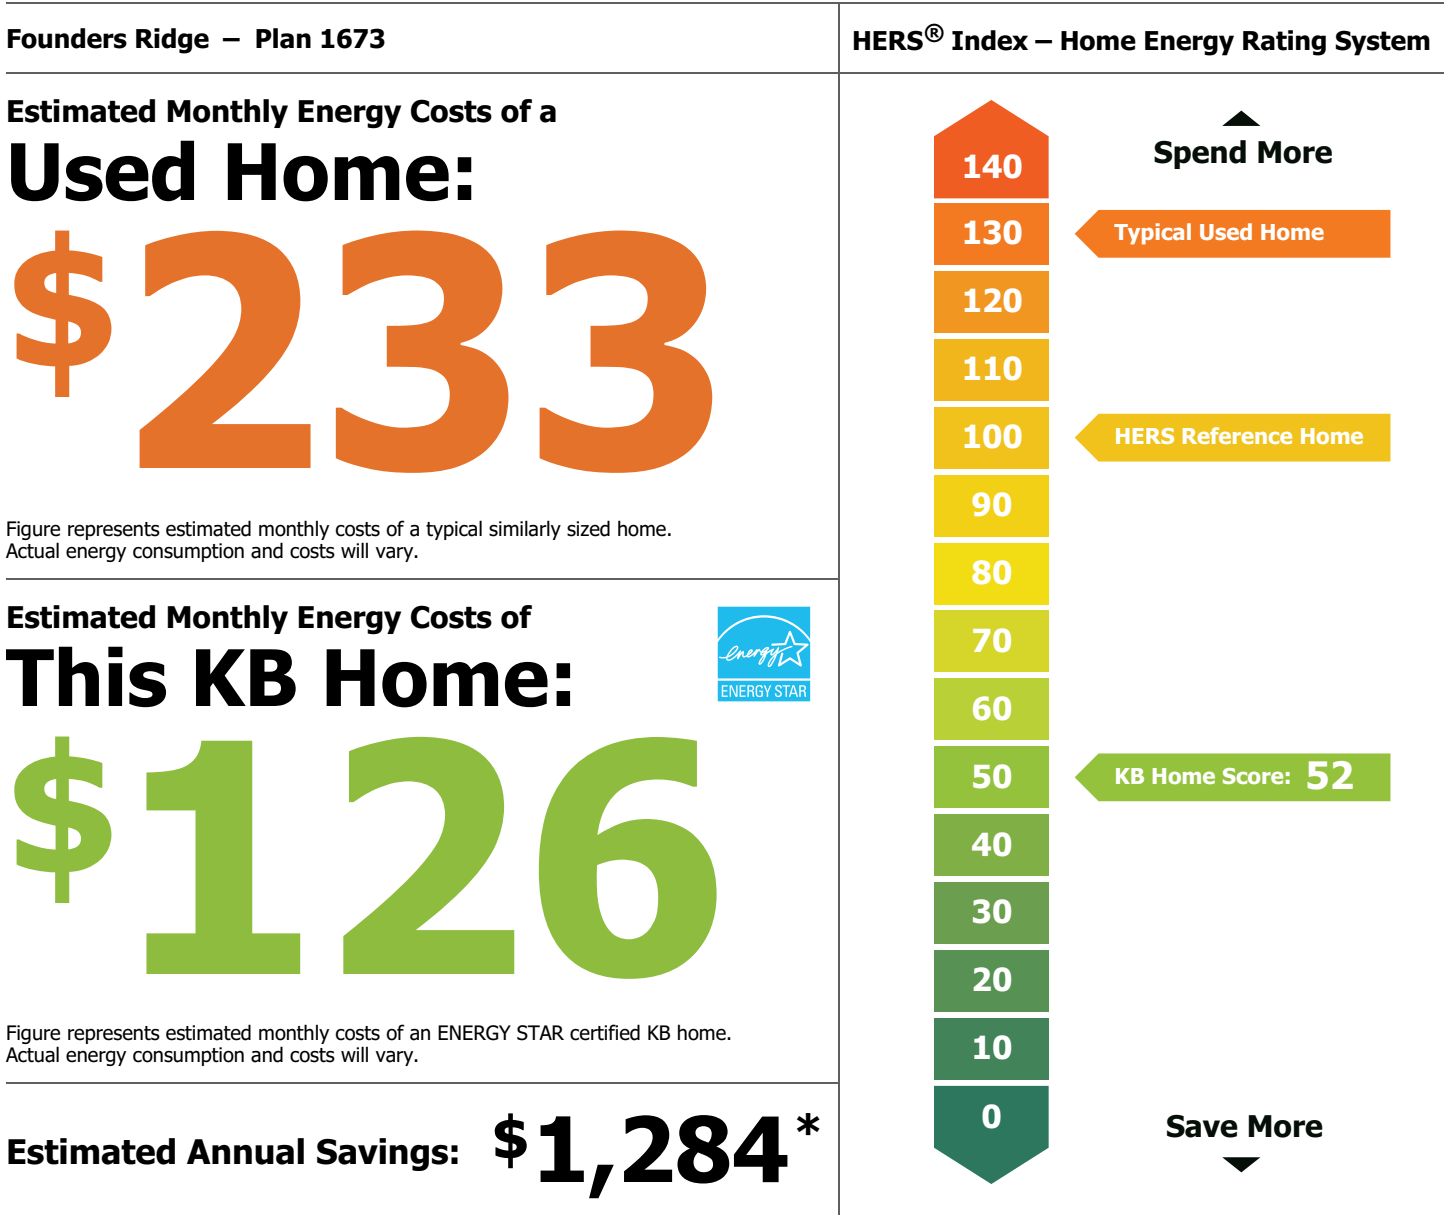 Founders Ridge – Plan 1673
Estimated Monthly Energy Costs of a
Used Home:
$233
Figure represents estimated monthly costs of a typical similarly sized home.
Actual energy consumption and costs will vary.
Estimated Monthly Energy Costs of
This KB Home:
energy
ENERGY STAR
$126
Figure represents estimated monthly costs of an ENERGY STAR certified KB home.
Actual energy consumption and costs will vary.
Estimated Annual Savings: $1,284*
HERS® Index – Home Energy Rating System
Spend More
140
130 Typical Used Home
120
110
100 HERS Reference Home
90
80
70
60
50 KB Home Score: 52
40
30
20
10
0
Save More